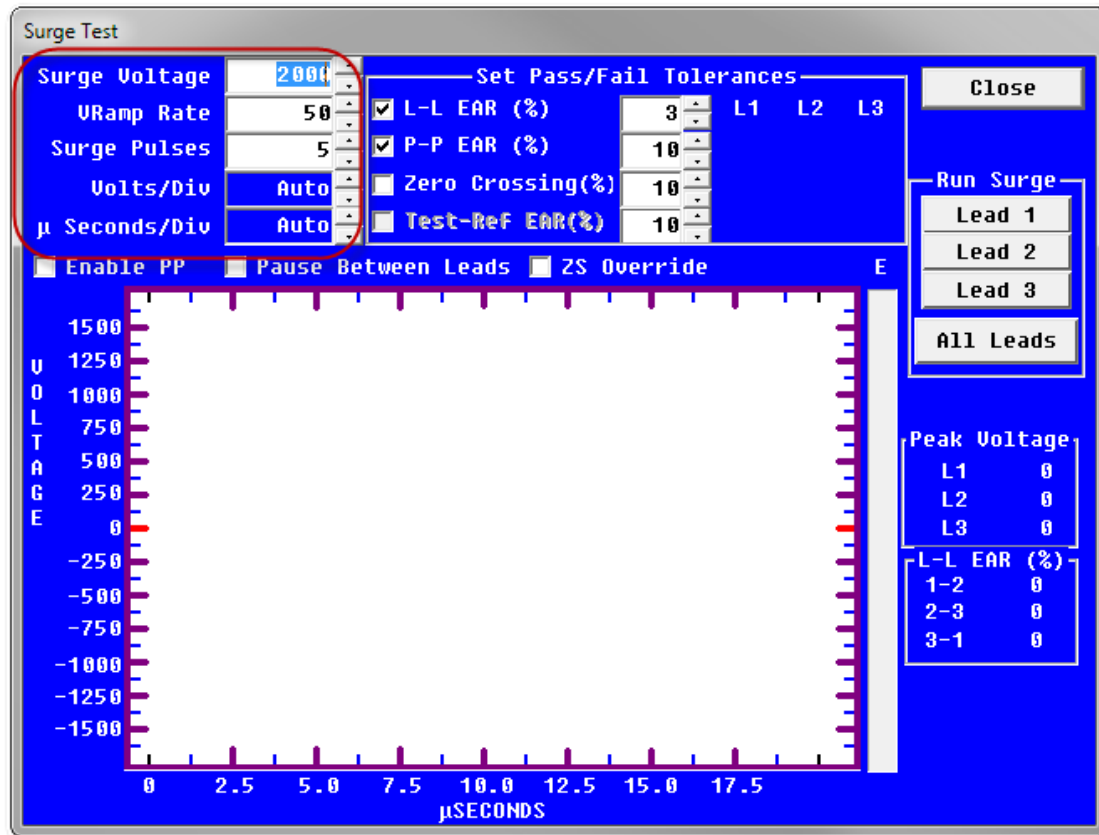 Surge Test
Surge Voltage 2000
VRamp Rate 50
Surge Pulses 5
Volts/Div Auto
µ Seconds/Div Auto
Set Pass/Fail Tolerances
L-L EAR (%) 3 L1 L2 L3
P-P EAR (%) 10
Zero Crossing(%) 10
Test-Ref EAR(%) 10
Close
Run Surge
Lead 1
Lead 2
Lead 3
All Leads
Enable PP Pause Between Leads ZS Override E
VOLTAGE
1500
1250
1000
750
500
250
0
-250
-500
-750
-1000
-1250
-1500
0 2.5 5.0 7.5 10.0 12.5 15.0 17.5
µSECONDS
Peak Voltage
L1 0
L2 0
L3 0
L-L EAR (%)
1-2 0
2-3 0
3-1 0